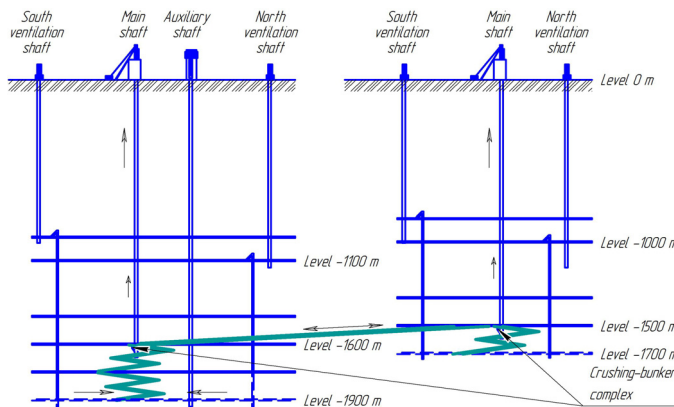 South
ventilation
shaft
Main
shaft
Auxiliary
shaft
North
ventilation
shaft
South
ventilation
shaft
Main
shaft
North
ventilation
shaft
Level 0 m
Level -1100 m
Level -1000 m
Level -1600 m
Level -1500 m
Level -1700 m
Crushing-bunker
complex
Level -1900 m